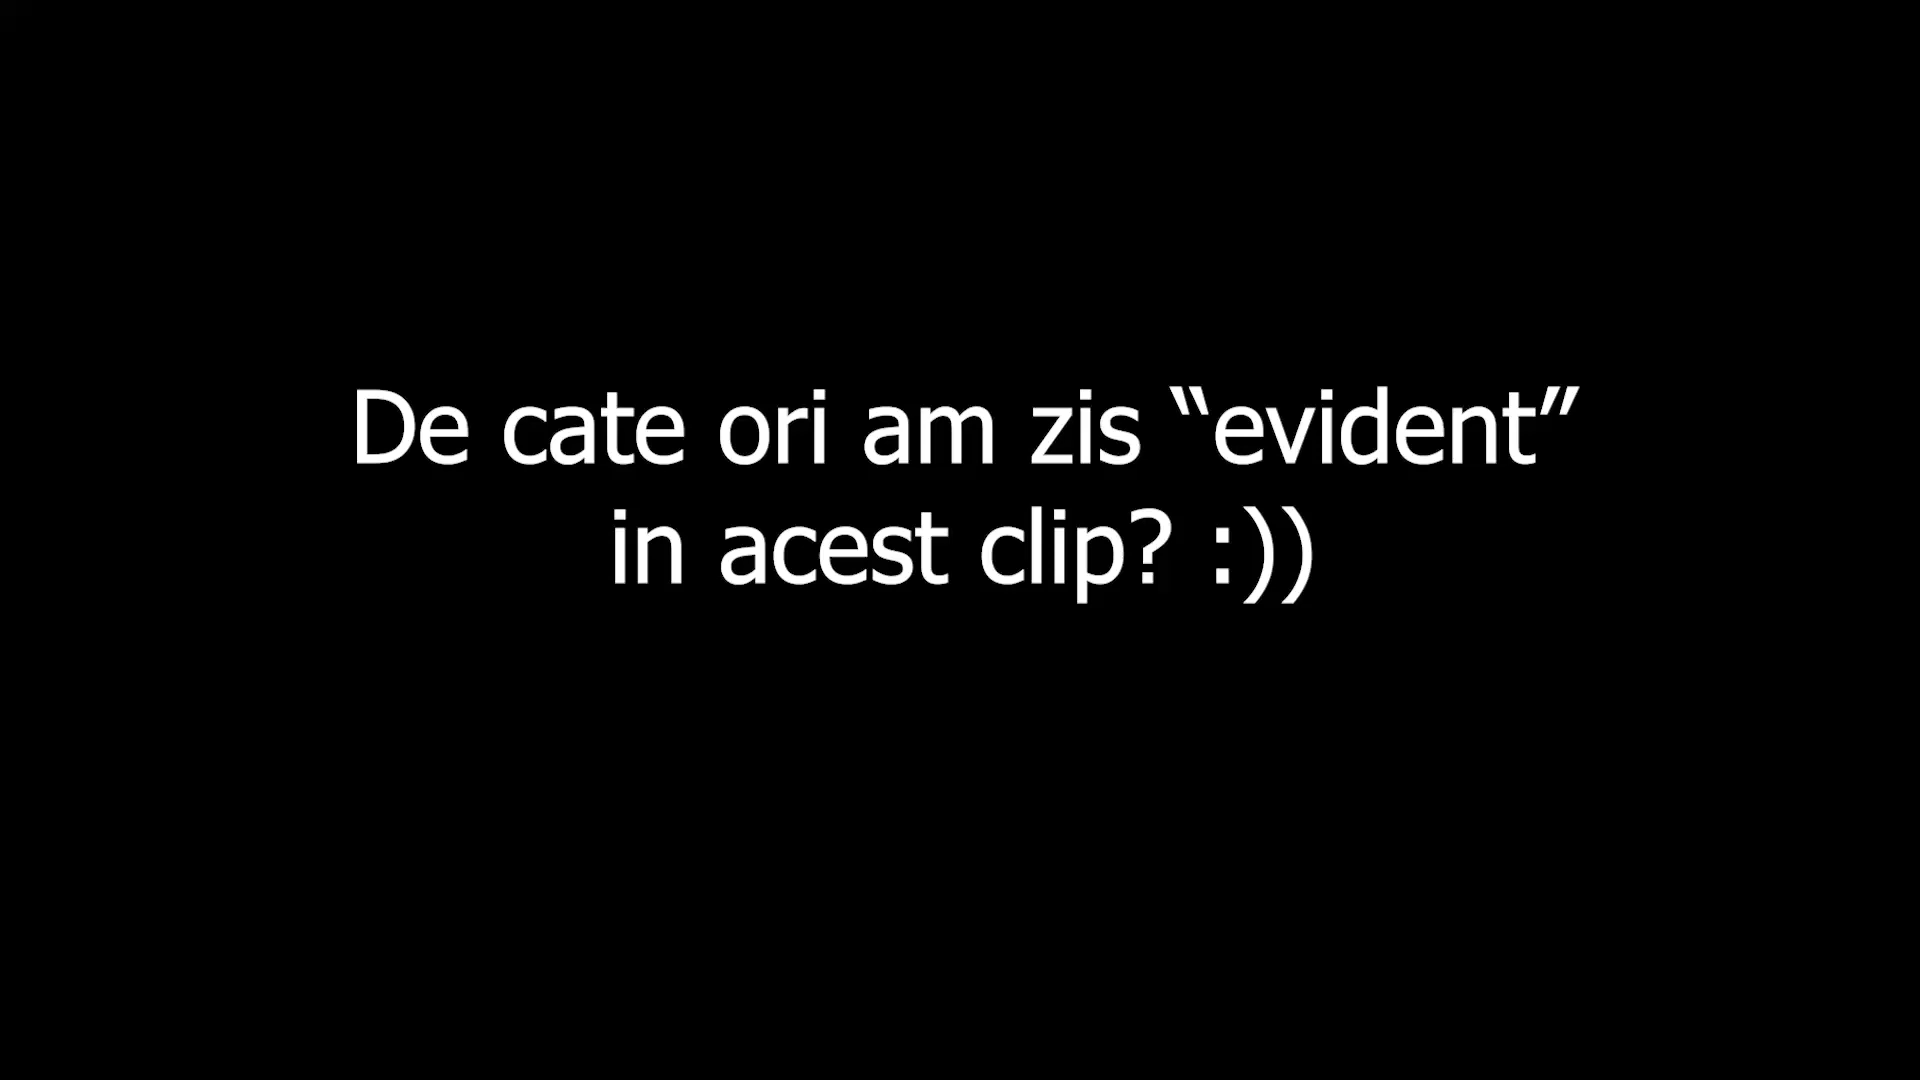 De cate ori am zis “evident”
in acest clip? :))